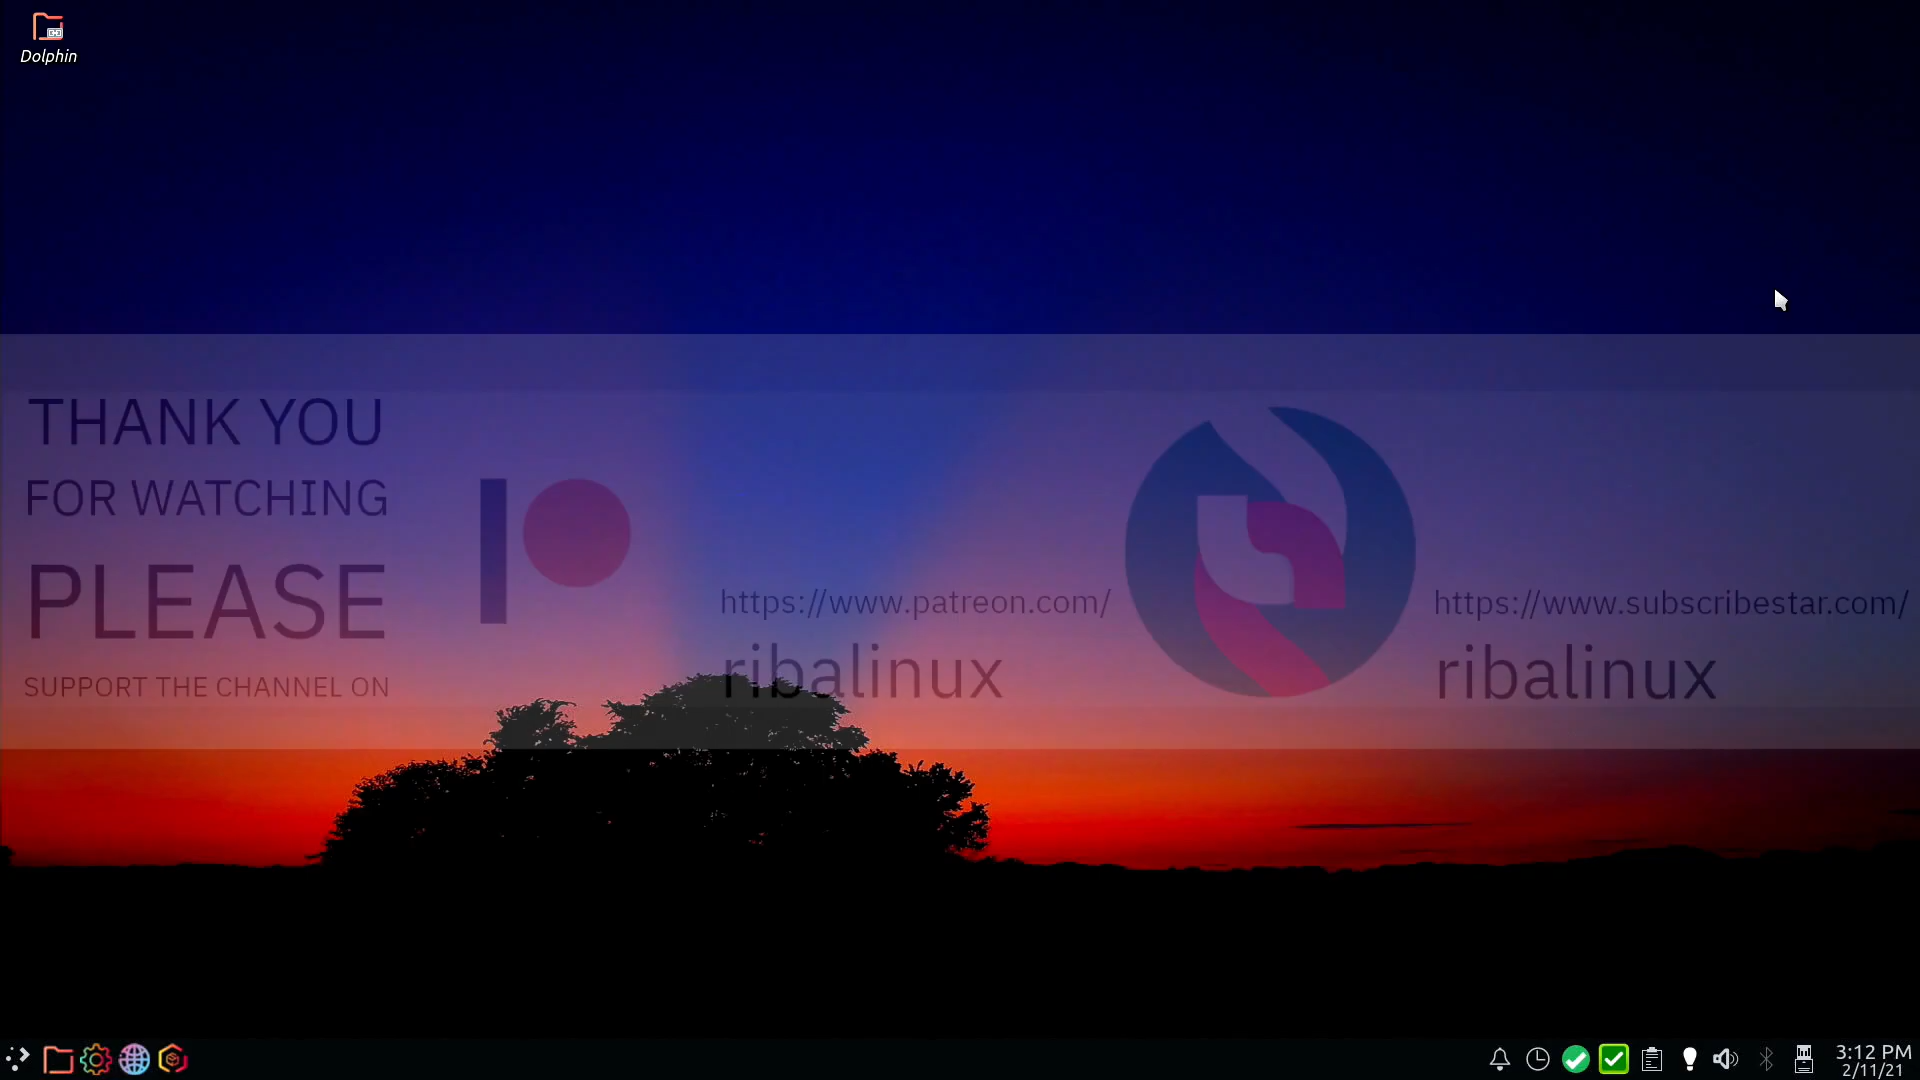 Dolphin
THANK YOU
FOR WATCHING
PLEASE
SUPPORT THE CHANNEL ON
https://www.patreon.com/
ribalinux
https://www.subscribestar.com/
ribalinux
3:12 PM
2/11/21